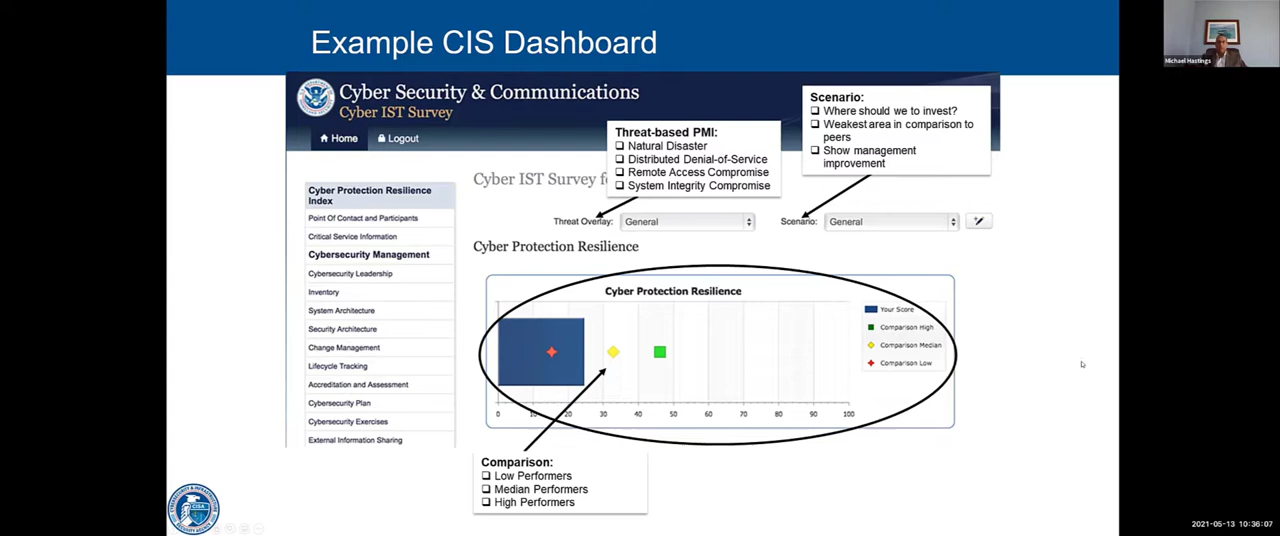 Example CIS Dashboard
Michael Hastings
Cyber Security & Communications
Cyber IST Survey
Home
Logout
Scenario:
Where should we to invest?
Weakest area in comparison to
peers
Show management
improvement
Threat-based PMI:
Natural Disaster
Distributed Denial-of-Service
Remote Access Compromise
System Integrity Compromise
Cyber IST Survey fo
Threat Overlay:
General
Scenario:
General
Cyber Protection Resilience
Index
Point Of Contact and Participants
Critical Service Information
Cybersecurity Management
Cybersecurity Leadership
Inventory
System Architecture
Security Architecture
Change Management
Lifecycle Tracking
Accreditation and Assessment
Cybersecurity Plan
Cybersecurity Exercises
External Information Sharing
Cyber Protection Resilience
Cyber Protection Resilience
Your Score
Comparison High
Comparison Median
Comparison Low
0 10 20 30 40 50 60 70 80 90 100
Comparison:
Low Performers
Median Performers
High Performers
CISA
2021-05-13 10:36:07